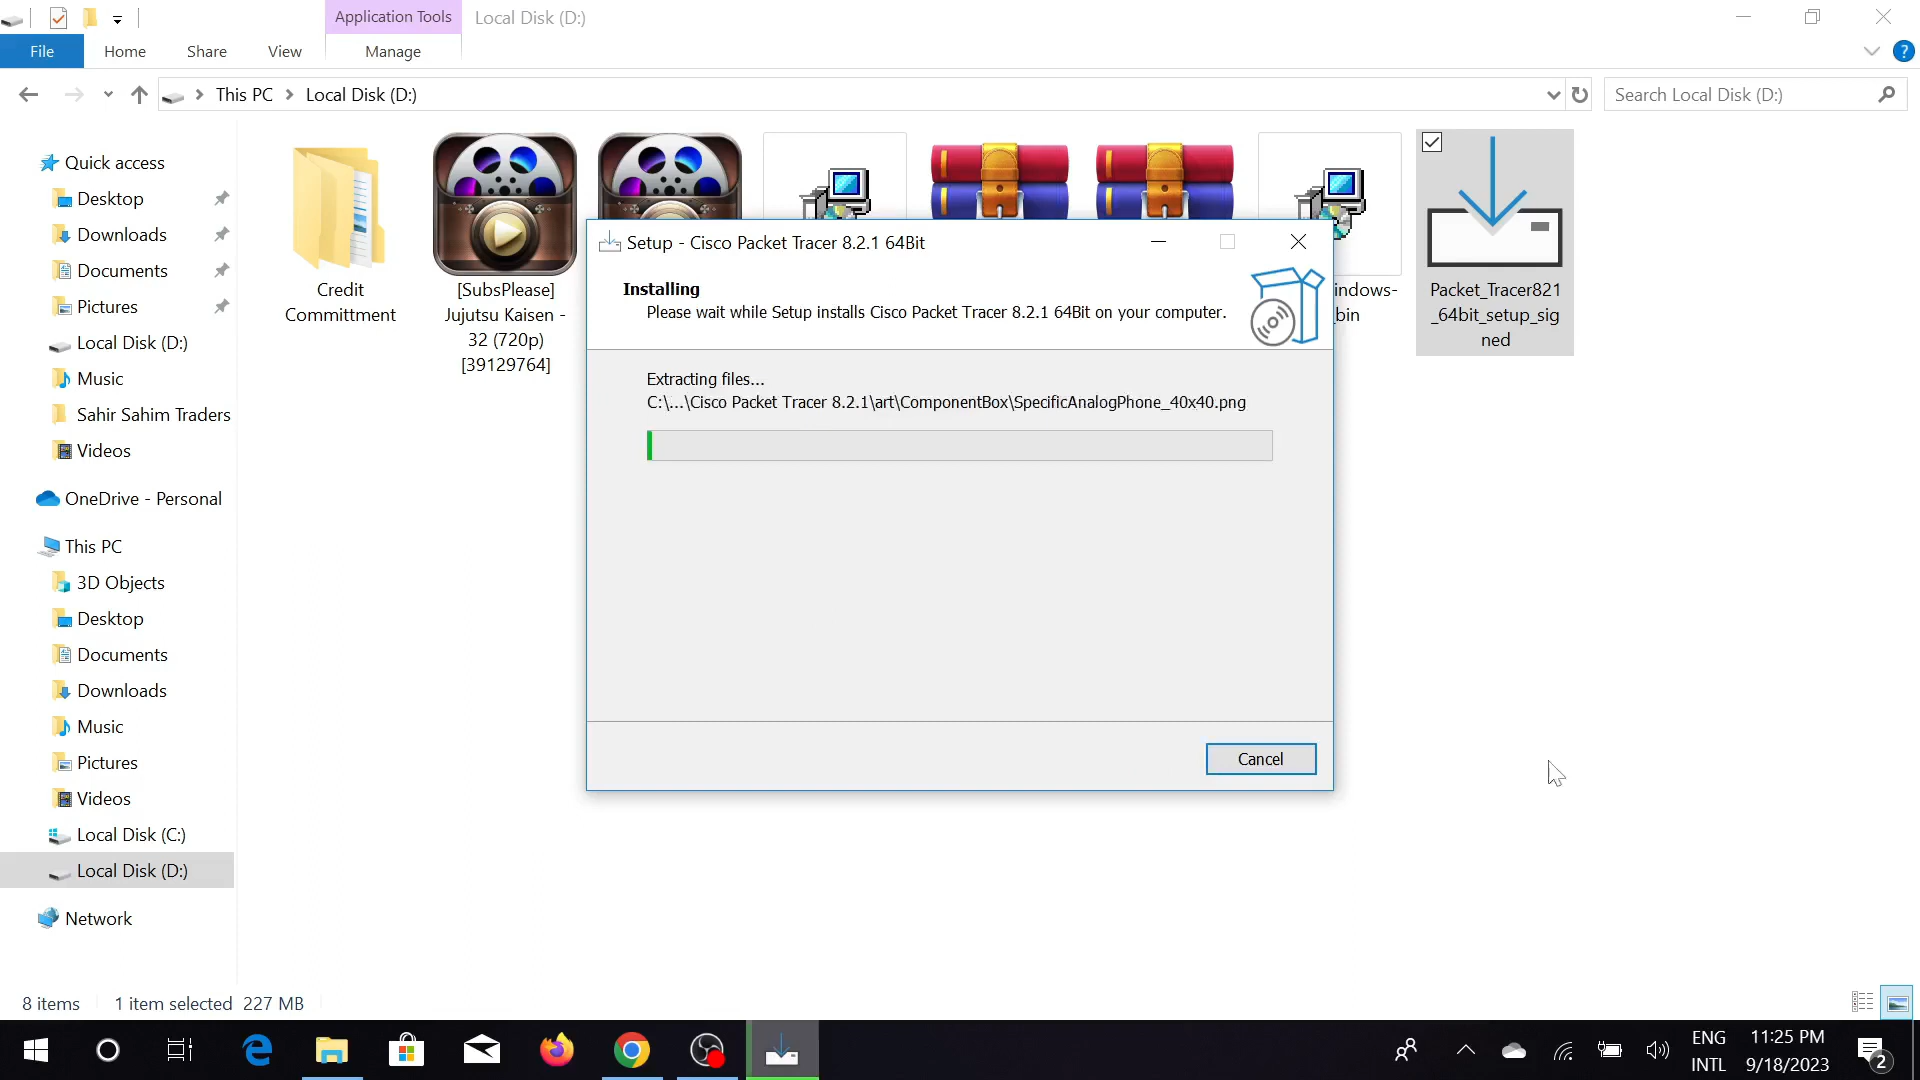 Application Tools
Local Disk (D:)
File
Home
Share
View
Manage
?
This PC
Local Disk (D:)
Search Local Disk (D:)
Quick access
Desktop
Downloads
Documents
Pictures
Local Disk (D:)
Music
Sahir Sahim Traders
Videos
OneDrive - Personal
This PC
3D Objects
Desktop
Documents
Downloads
Music
Pictures
Videos
Local Disk (C:)
Local Disk (D:)
Network
Credit
Committment
[SubsPlease]
Jujutsu Kaisen -
32 (720p)
[39129764]
indows-
bin
Packet_Tracer821
_64bit_setup_sig
ned
Setup - Cisco Packet Tracer 8.2.1 64Bit
Installing
Please wait while Setup installs Cisco Packet Tracer 8.2.1 64Bit on your computer.
Extracting files...
C:\...\Cisco Packet Tracer 8.2.1\art\ComponentBox\SpecificAnalogPhone_40x40.png
Cancel
8 items
1 item selected 227 MB
ENG
INTL
11:25 PM
9/18/2023
2